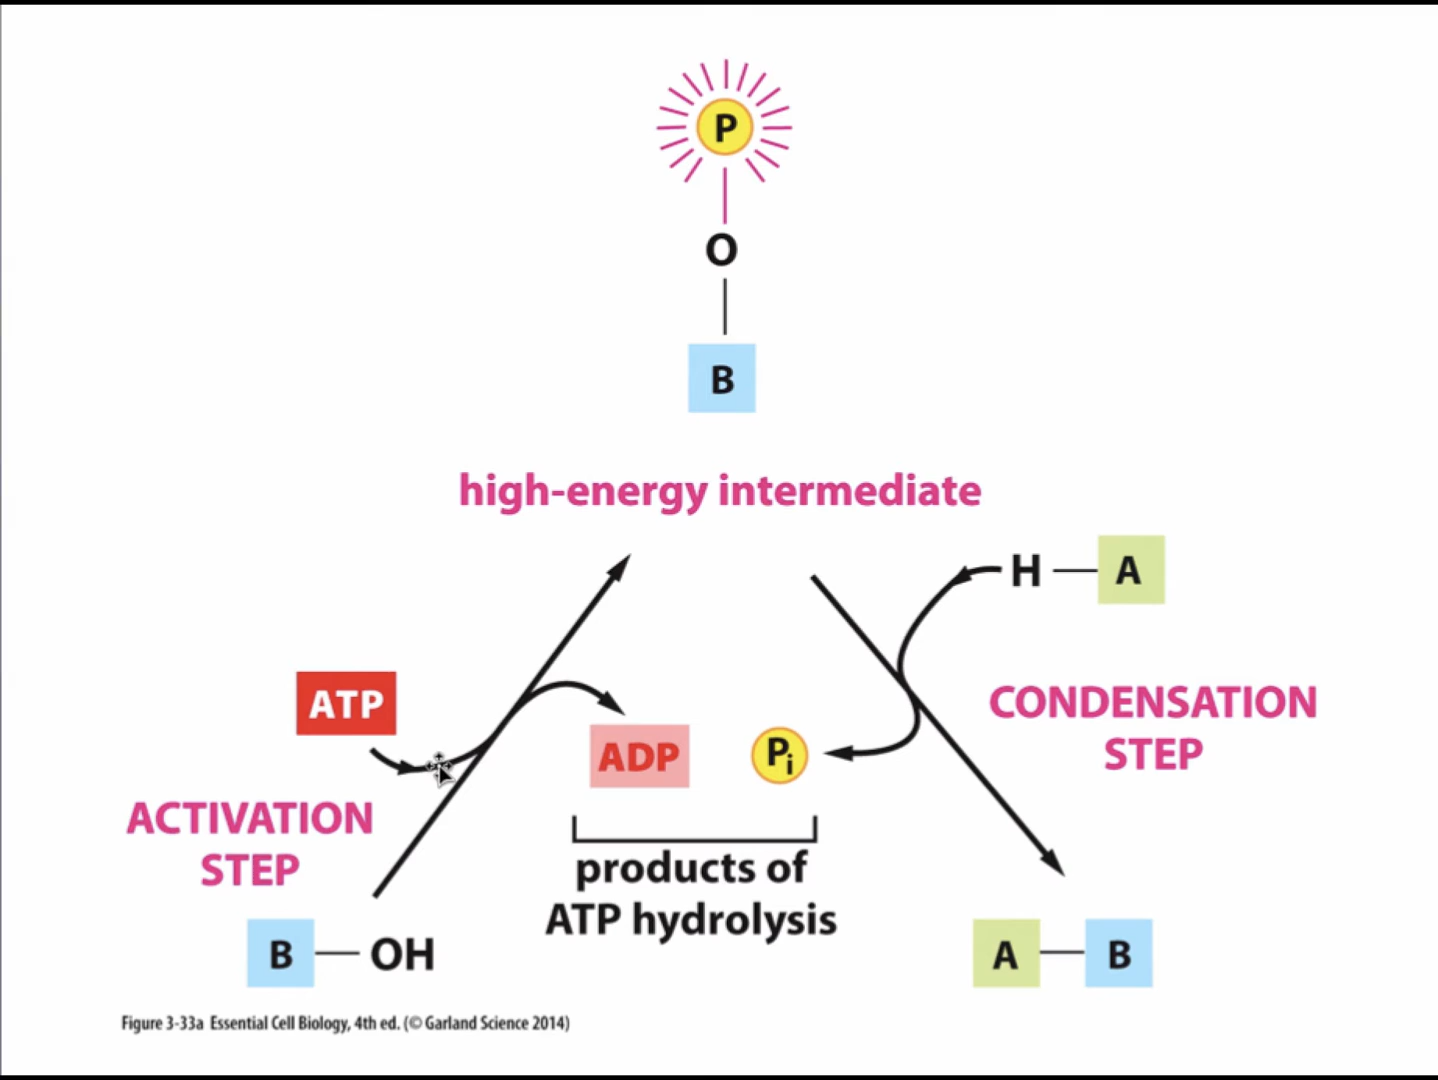 P
O
B
high-energy intermediate
H — A
ATP
ADP
Pi
CONDENSATION
STEP
ACTIVATION
STEP
products of
ATP hydrolysis
B — OH
A — B
Figure 3-33a Essential Cell Biology, 4th ed. (© Garland Science 2014)